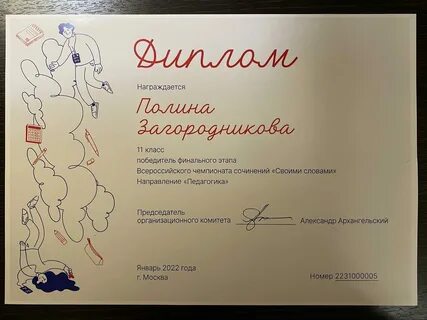 Диплом
Награждается
Полина
Загородникова
11 класс
победитель финального этапа
Всероссийского чемпионата сочинений «Своими словами»
Направление «Педагогика»
Председатель
организационного комитета Александр Архангельский
Январь 2022 года
г. Москва
Номер 2231000005